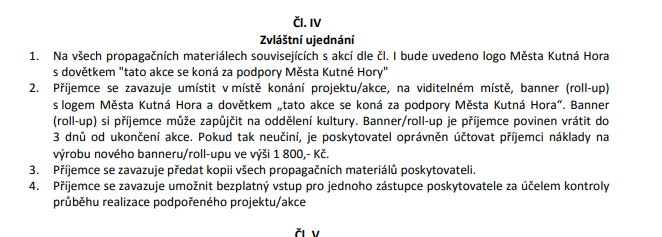 Čl. IV
Zvláštní ujednání
1. Na všech propagačních materiálech souvisejících s akcí dle čl. I bude uvedeno logo Města Kutná Hora
s dovětkem "tato akce se koná za podpory Města Kutné Hory"
2. Příjemce se zavazuje umístit v místě konání projektu/akce, na viditelném místě, banner (roll-up)
s logem Města Kutná Hora a dovětkem „tato akce se koná za podpory Města Kutná Hora“. Banner
(roll-up) si příjemce může zapůjčit na oddělení kultury. Banner/roll-up je příjemce povinen vrátit do
3 dnů od ukončení akce. Pokud tak neučiní, je poskytovatel oprávněn účtovat příjemci náklady na
výrobu nového banneru/roll-upu ve výši 1 800,- Kč.
3. Příjemce se zavazuje předat kopii všech propagačních materiálů poskytovateli.
4. Příjemce se zavazuje umožnit bezplatný vstup pro jednoho zástupce poskytovatele za účelem kontroly
průběhu realizace podpořeného projektu/akce
Čl. V